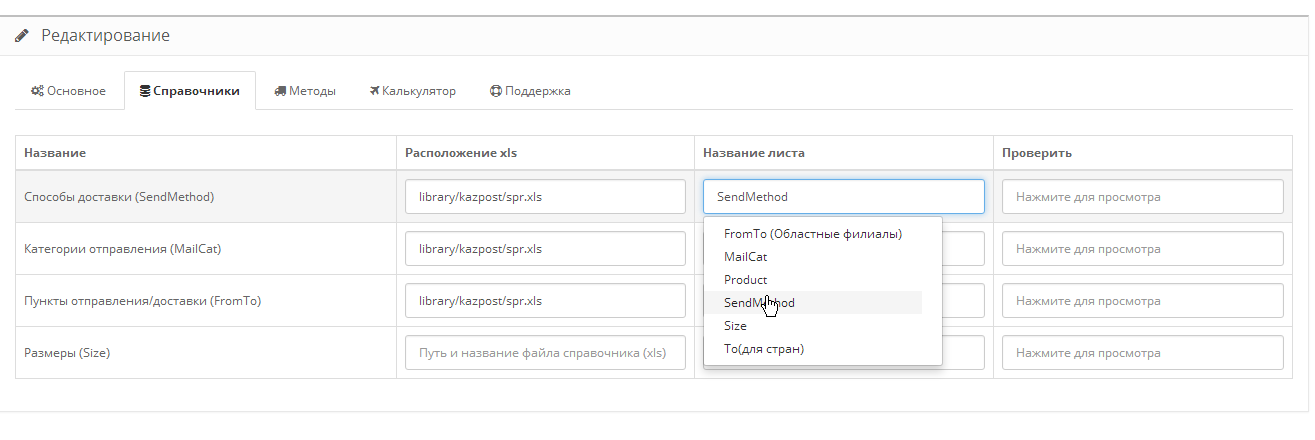 Редактирование
Основное Справочники Методы Калькулятор Поддержка
Название Расположение xls Название листа Проверить
Способы доставки (SendMethod) library/kazpost/spr.xls SendMethod Нажмите для просмотра
FromTo (Областные филиалы)
Категории отправления (MailCat) library/kazpost/spr.xls MailCat Нажмите для просмотра
Product
Пункты отправления/доставки (FromTo) library/kazpost/spr.xls SendMethod Нажмите для просмотра
Size
Размеры (Size) Путь и название файла справочника (xls) To(для стран) Нажмите для просмотра